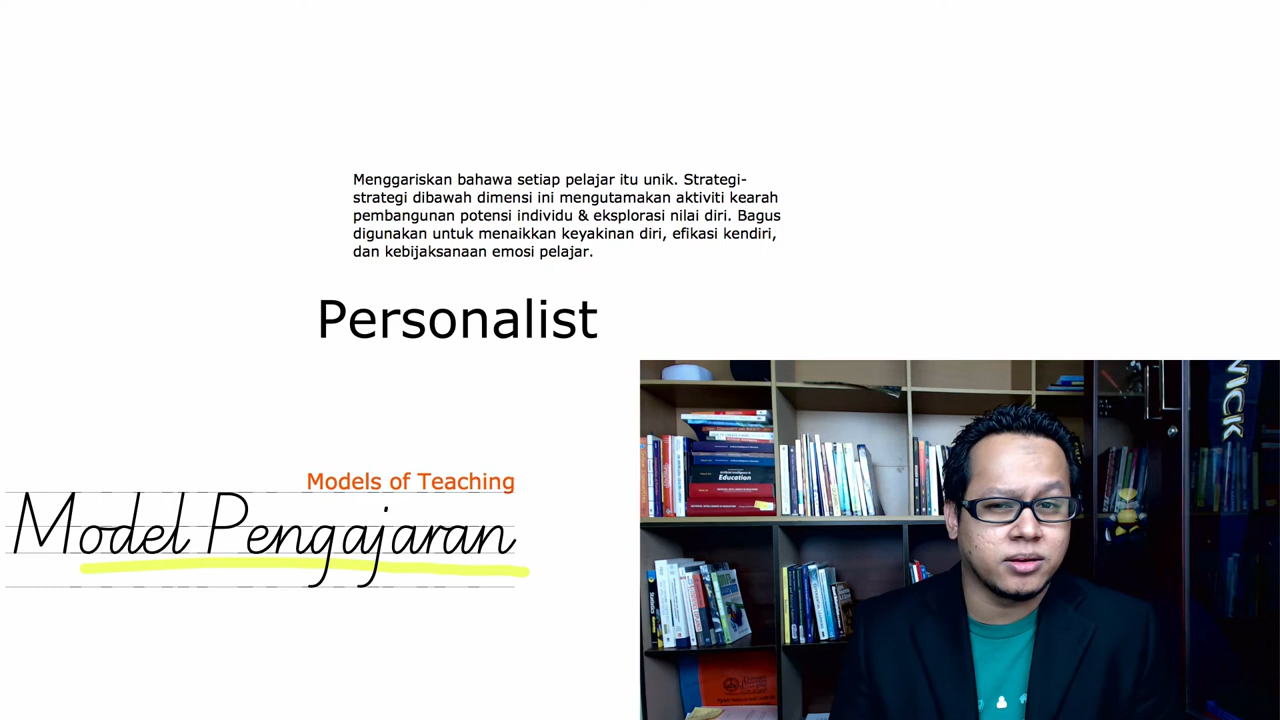 Menggariskan bahawa setiap pelajar itu unik. Strategi-
strategi dibawah dimensi ini mengutamakan aktiviti kearah
pembangunan potensi individu & eksplorasi nilai diri. Bagus
digunakan untuk menaikkan keyakinan diri, efikasi kendiri,
dan kebijaksanaan emosi pelajar.
Personalist
Models of Teaching
Model Pengajaran
Education
VICK